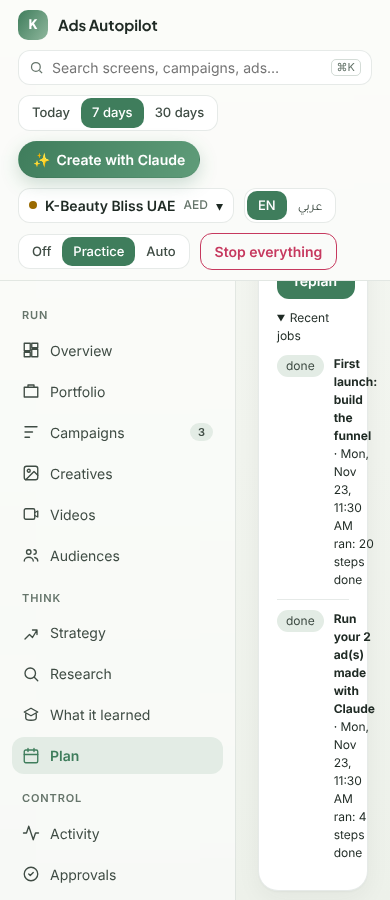 K
Ads Autopilot
Search screens, campaigns, ads...
⌘K
Today
7 days
30 days
✨ Create with Claude
K-Beauty Bliss UAE AED ▾
EN
عربي
Off
Practice
Auto
Stop everything
RUN
Overview
Portfolio
Campaigns
3
Creatives
Videos
Audiences
THINK
Strategy
Research
What it learned
Plan
CONTROL
Activity
Approvals
replan
▼ Recent
jobs
done
First
launch:
build
the
funnel
· Mon,
Nov
23,
11:30
AM
ran: 20
steps
done
done
Run
your 2
ad(s)
made
with
Claude
· Mon,
Nov
23,
11:30
AM
ran: 4
steps
done